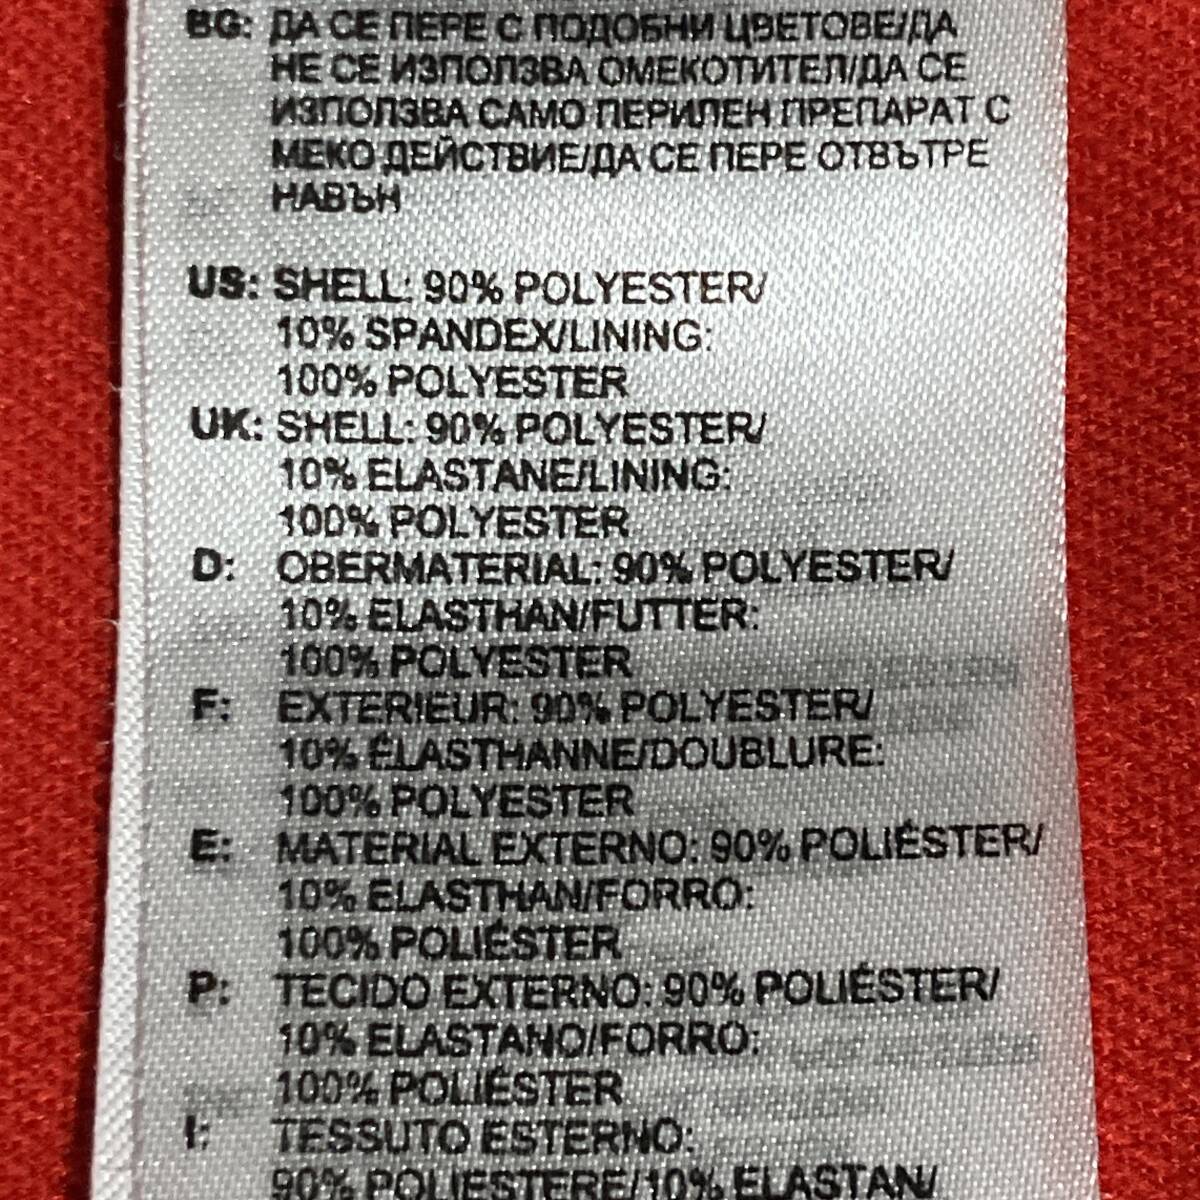 BG: ДА СЕ ПЕРЕ С ПОДОБНИ ЦВЕТОВЕ/ДА
НЕ СЕ ИЗПОЛЗВА ОМЕКОТИТЕЛ/ДА СЕ
ИЗПОЛЗВА САМО ПЕРИЛЕН ПРЕПАРАТ С
МЕКО ДЕЙСТВИЕ/ДА СЕ ПЕРЕ ОТВЪТРЕ
НАВЪН
US: SHELL: 90% POLYESTER/
10% SPANDEX/LINING:
100% POLYESTER
UK: SHELL: 90% POLYESTER/
10% ELASTANE/LINING:
100% POLYESTER
D: OBERMATERIAL: 90% POLYESTER/
10% ELASTHAN/FUTTER:
100% POLYESTER
F: EXTERIEUR: 90% POLYESTER/
10% ÉLASTHANNE/DOUBLURE:
100% POLYESTER
E: MATERIAL EXTERNO: 90% POLIÉSTER/
10% ELASTHAN/FORRO:
100% POLIÉSTER
P: TECIDO EXTERNO: 90% POLIÉSTER/
10% ELASTANO/FORRO:
100% POLIÉSTER
I: TESSUTO ESTERNO:
90% POLIESTERE/10% ELASTAN/